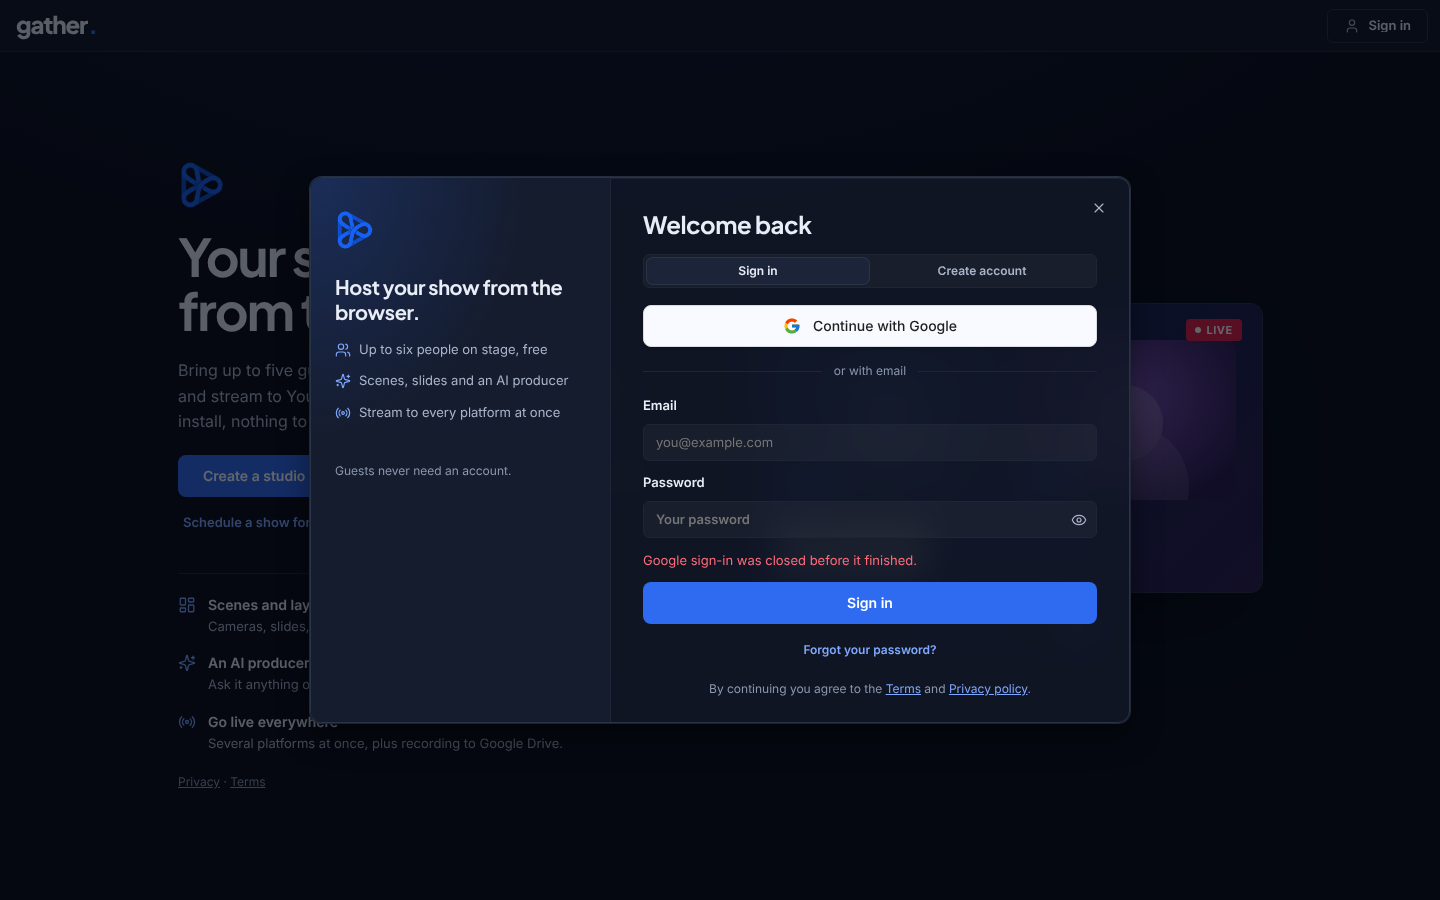 gather.
Sign in
Your s
from t
Bring up to five g
and stream to You
install, nothing to
Create a studio
Schedule a show for
Scenes and lay
Cameras, slides,
An AI producer
Ask it anything o
Go live everywhere
Several platforms at once, plus recording to Google Drive.
Privacy · Terms
LIVE
Host your show from the
browser.
Up to six people on stage, free
Scenes, slides and an AI producer
Stream to every platform at once
Guests never need an account.
Welcome back
Sign in
Create account
Continue with Google
or with email
Email
you@example.com
Password
Your password
Google sign-in was closed before it finished.
Sign in
Forgot your password?
By continuing you agree to the Terms and Privacy policy.